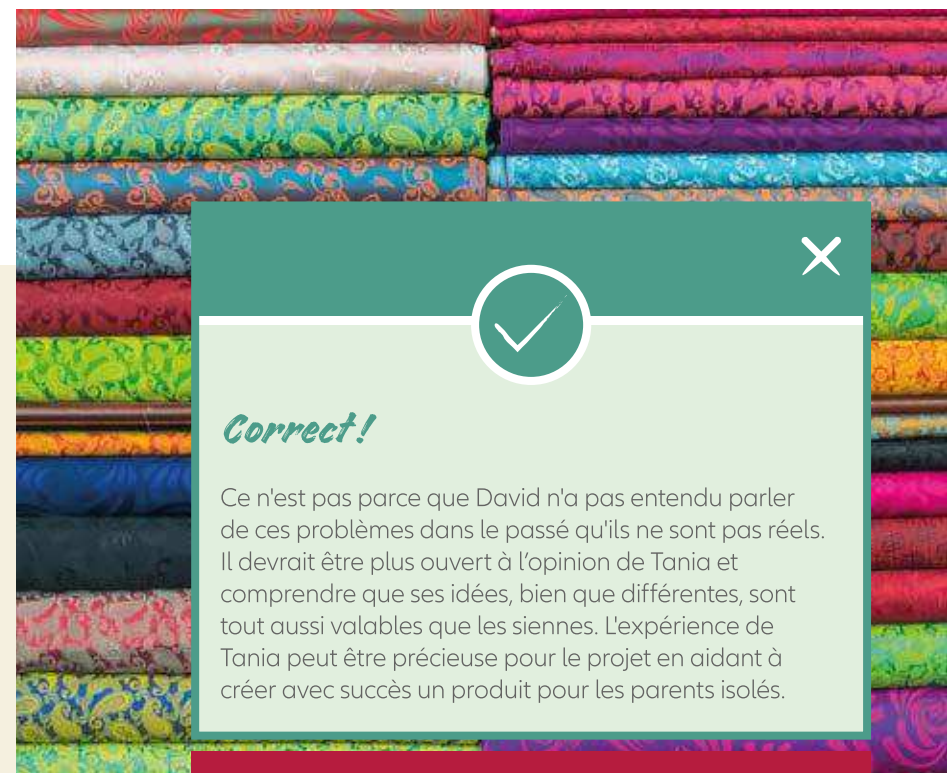 Correct !
Ce n'est pas parce que David n'a pas entendu parler
de ces problèmes dans le passé qu'ils ne sont pas réels.
Il devrait être plus ouvert à l’opinion de Tania et
comprendre que ses idées, bien que différentes, sont
tout aussi valables que les siennes. L'expérience de
Tania peut être précieuse pour le projet en aidant à
créer avec succès un produit pour les parents isolés.